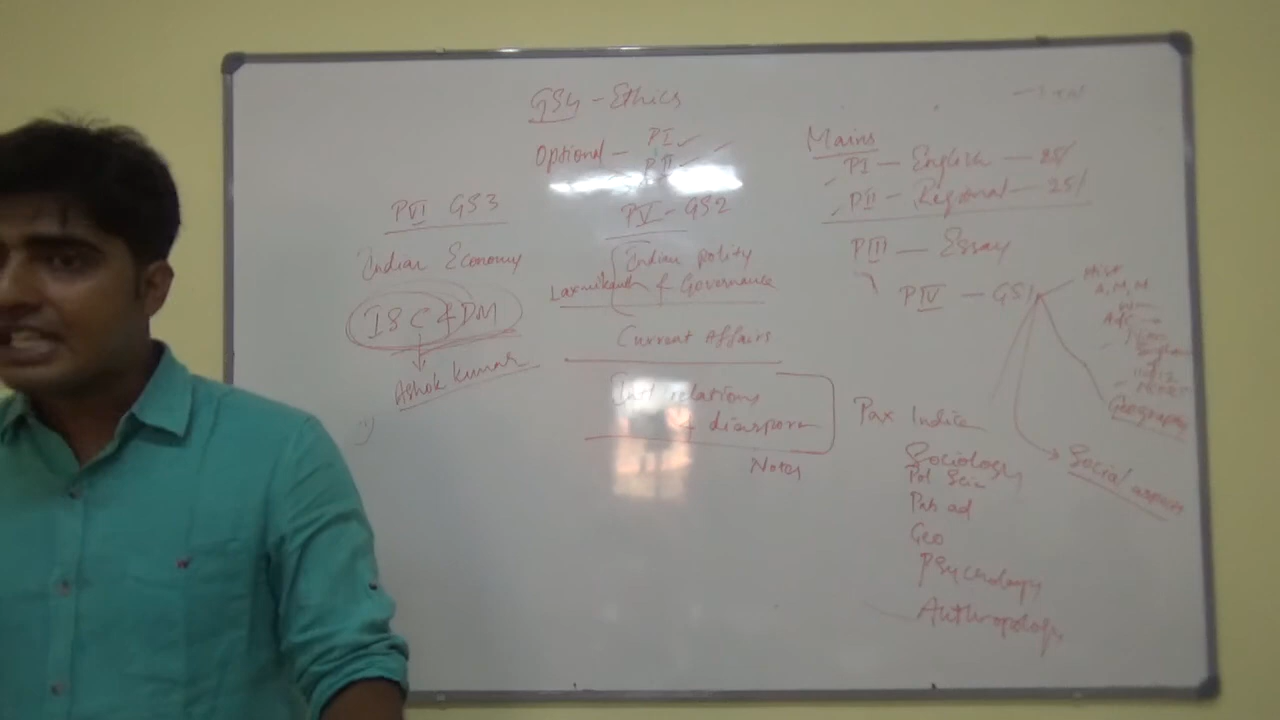 GS4 - Ethics
Optional - PI
PII
Mains
PI - English - 25/
PII - Regional - 25/
PIII - Essay
PIV - GS1
Hist
A, M, M
Geography
Social aspects
PVI GS3
Indian Economy
IS C & DM
Ashok Kumar
PV - GS2
Indian polity
Laxmikanth & Governance
Current Affairs
Int relations
+ diaspora
Notes
Pax Indica
Sociology
Pol Scie
Pub ad
Geo
Psychology
Anthropology